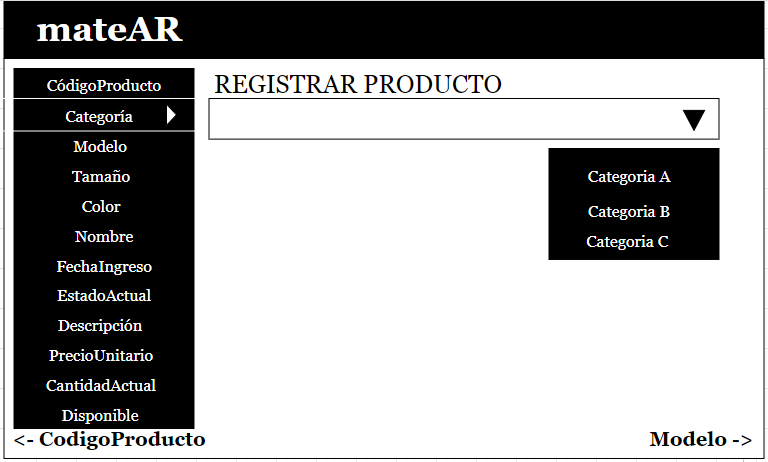 mateAR
CódigoProducto
Categoría
Modelo
Tamaño
Color
Nombre
FechaIngreso
EstadoActual
Descripción
PrecioUnitario
CantidadActual
Disponible
REGISTRAR PRODUCTO
Categoria A
Categoria B
Categoria C
<- CodigoProducto
Modelo ->